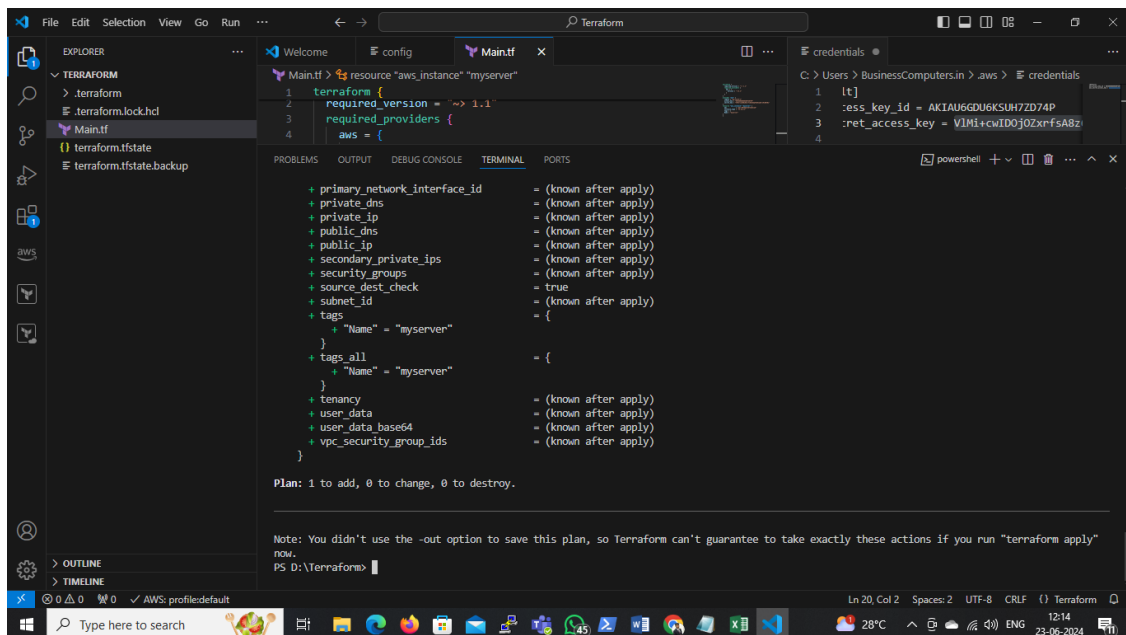 File Edit Selection View Go Run ... Terraform
EXPLORER ...
TERRAFORM
.terraform
.terraform.lock.hcl
Main.tf
terraform.tfstate
terraform.tfstate.backup
OUTLINE
TIMELINE
Welcome config Main.tf
Main.tf > resource "aws_instance" "myserver"
1 terraform {
2 required_version = "~> 1.1"
3 required_providers {
4 aws = {
credentials
C: > Users > BusinessComputers.in > .aws > credentials
1 lt]
2 :ess_key_id = AKIAU6GDU6KSUH7ZD74P
3 :ret_access_key = VlMi+cwIDOjOZxrfsA8z
4
PROBLEMS OUTPUT DEBUG CONSOLE TERMINAL PORTS powershell
+ primary_network_interface_id = (known after apply)
+ private_dns = (known after apply)
+ private_ip = (known after apply)
+ public_dns = (known after apply)
+ public_ip = (known after apply)
+ secondary_private_ips = (known after apply)
+ security_groups = (known after apply)
+ source_dest_check = true
+ subnet_id = (known after apply)
+ tags = {
+ "Name" = "myserver"
}
+ tags_all = {
+ "Name" = "myserver"
}
+ tenancy = (known after apply)
+ user_data = (known after apply)
+ user_data_base64 = (known after apply)
+ vpc_security_group_ids = (known after apply)
}
Plan: 1 to add, 0 to change, 0 to destroy.
Note: You didn't use the -out option to save this plan, so Terraform can't guarantee to take exactly these actions if you run "terraform apply"
now.
PS D:\Terraform>
0 0 0 AWS: profile:default Ln 20, Col 2 Spaces: 2 UTF-8 CRLF {} Terraform
Type here to search 45 28°C ENG 12:14
23-06-2024 11